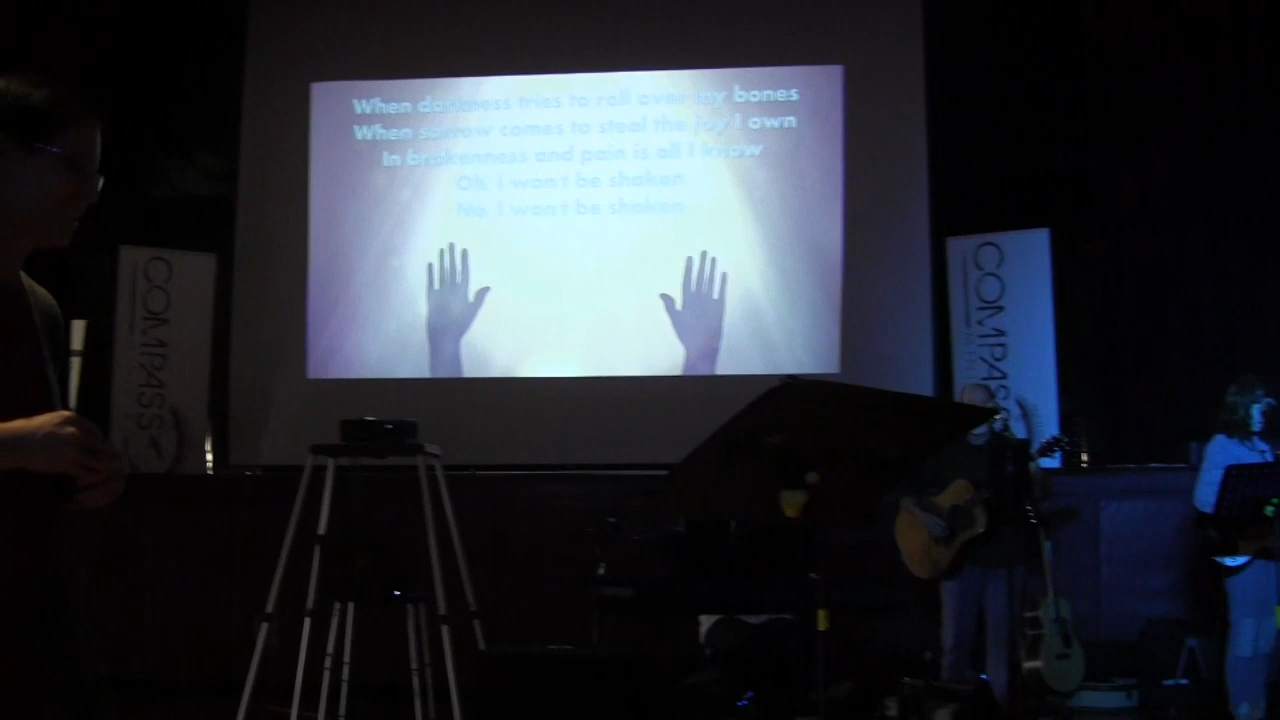 When darkness tries to roll over my bones
When sorrow comes to steal the joy I own
In brokenness and pain is all I know
Oh, I won't be shaken
No, I won't be shaken
COMPASS
COMPASS